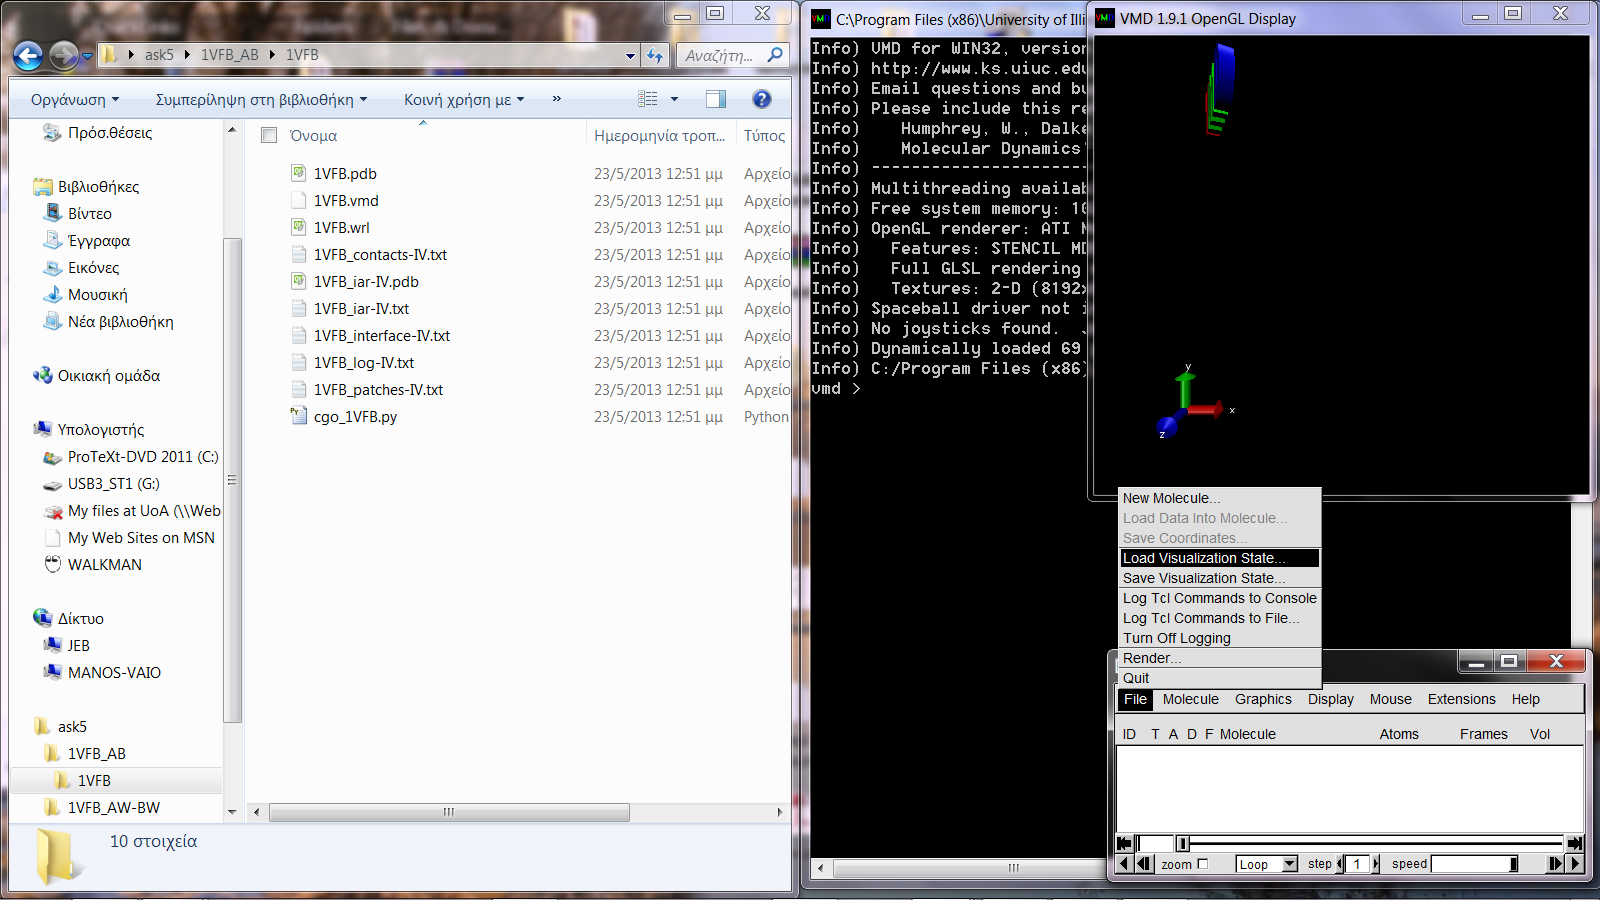 ask5 1VFB_AB 1VFB
Αναζήτη...
Οργάνωση Συμπερίληψη στη βιβλιοθήκη Κοινή χρήση με »
Όνομα Ημερομηνία τροπ... Τύπος
Πρόσ.θέσεις
Βιβλιοθήκες
Βίντεο
Έγγραφα
Εικόνες
Μουσική
Νέα βιβλιοθήκη
Οικιακή ομάδα
Υπολογιστής
ProTeXt-DVD 2011 (C:)
USB3_ST1 (G:)
My files at UoA (\\Web
My Web Sites on MSN
WALKMAN
Δίκτυο
JEB
MANOS-VAIO
ask5
1VFB_AB
1VFB
1VFB_AW-BW
1VFB.pdb 23/5/2013 12:51 μμ Αρχείο
1VFB.vmd 23/5/2013 12:51 μμ Αρχείο
1VFB.wrl 23/5/2013 12:51 μμ Αρχείο
1VFB_contacts-IV.txt 23/5/2013 12:51 μμ Αρχείο
1VFB_iar-IV.pdb 23/5/2013 12:51 μμ Αρχείο
1VFB_iar-IV.txt 23/5/2013 12:51 μμ Αρχείο
1VFB_interface-IV.txt 23/5/2013 12:51 μμ Αρχείο
1VFB_log-IV.txt 23/5/2013 12:51 μμ Αρχείο
1VFB_patches-IV.txt 23/5/2013 12:51 μμ Αρχείο
cgo_1VFB.py 23/5/2013 12:51 μμ Python
10 στοιχεία
C:\Program Files (x86)\University of Illi
Info) VMD for WIN32, version
Info) http://www.ks.uiuc.edu
Info) Email questions and bu
Info) Please include this re
Info) Humphrey, W., Dalke
Info) Molecular Dynamics'
Info) ----------------------
Info) Multithreading availab
Info) Free system memory: 10
Info) OpenGL renderer: ATI M
Info) Features: STENCIL MD
Info) Full GLSL rendering
Info) Textures: 2-D (8192x
Info) Spaceball driver not i
Info) No joysticks found.
Info) Dynamically loaded 69
Info) C:/Program Files (x86)
vmd >
VMD 1.9.1 OpenGL Display
y
x
z
New Molecule...
Load Data Into Molecule...
Save Coordinates...
Load Visualization State...
Save Visualization State...
Log Tcl Commands to Console
Log Tcl Commands to File...
Turn Off Logging
Render...
Quit
File Molecule Graphics Display Mouse Extensions Help
ID T A D F Molecule Atoms Frames Vol
zoom Loop step 1 speed